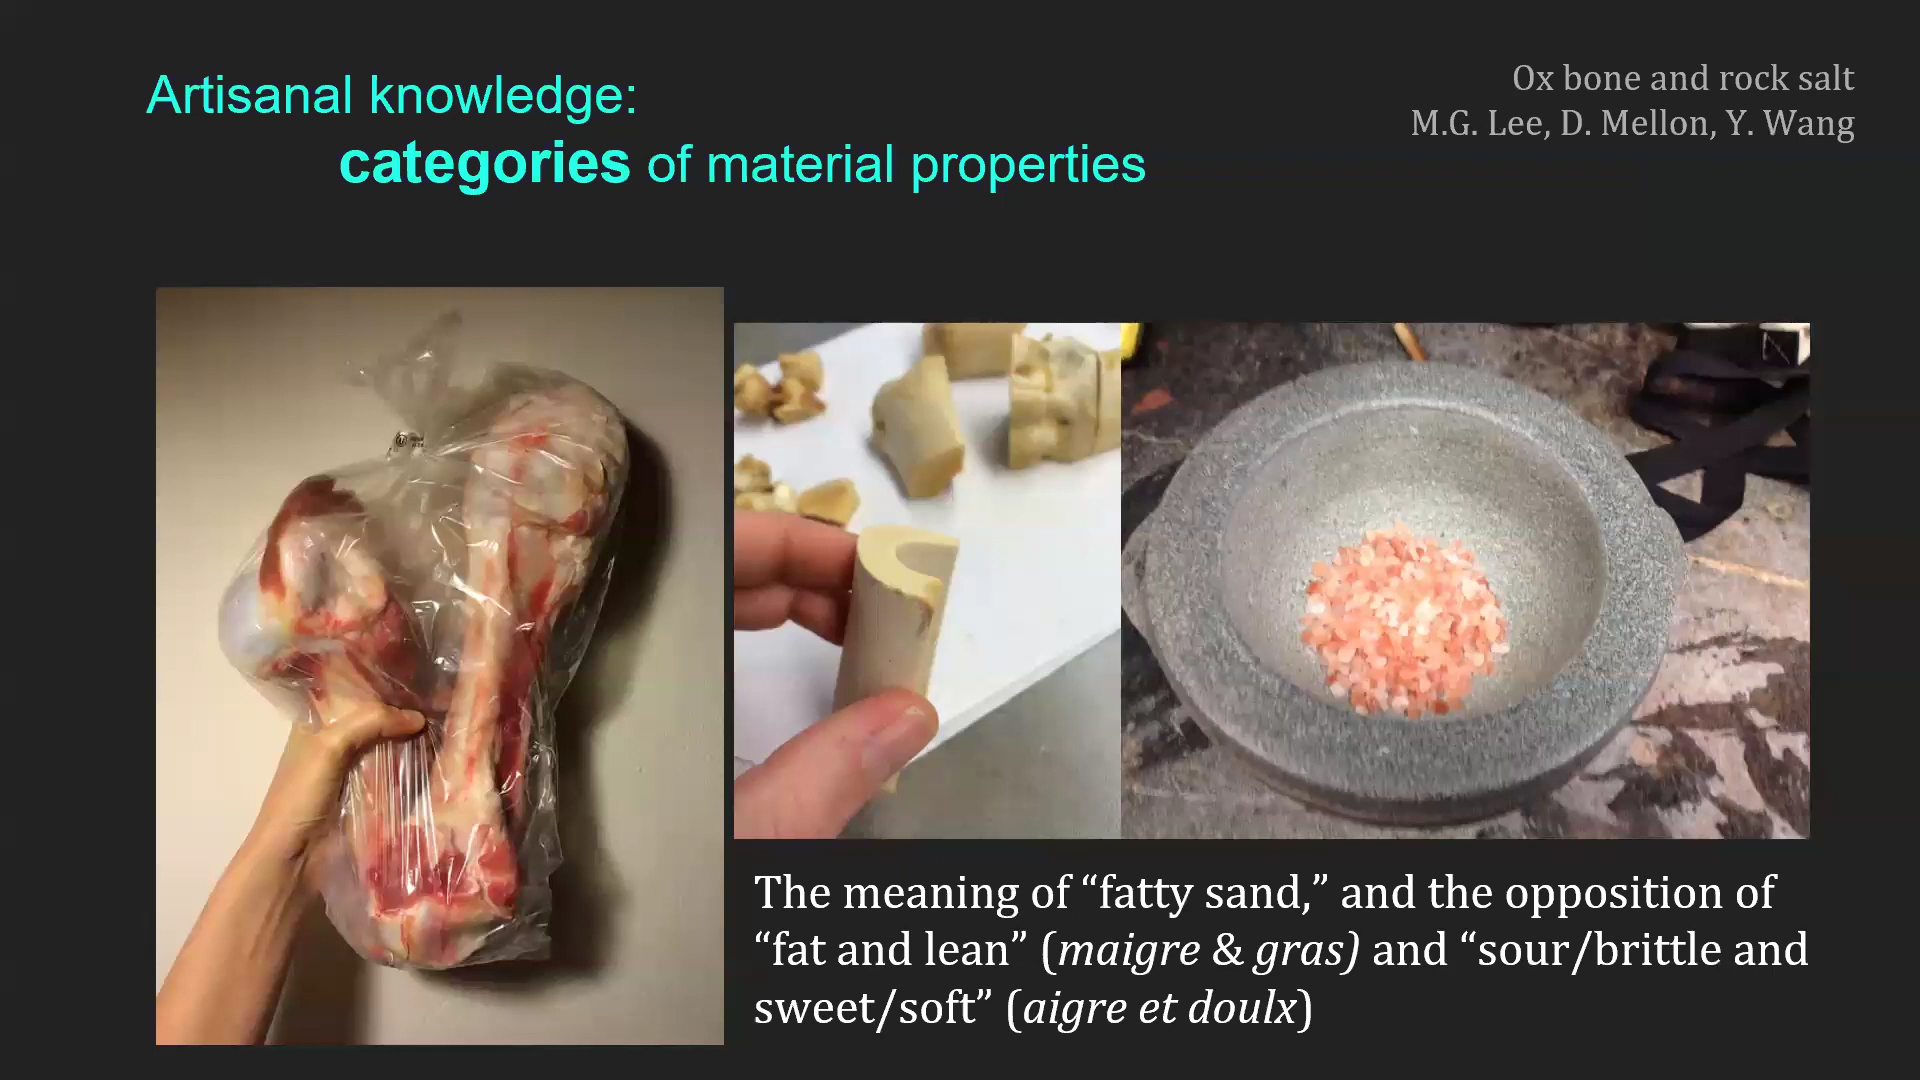 Artisanal knowledge:
categories of material properties
Ox bone and rock salt
M.G. Lee, D. Mellon, Y. Wang
The meaning of “fatty sand,” and the opposition of
“fat and lean” (maigre & gras) and “sour/brittle and
sweet/soft” (aigre et doulx)